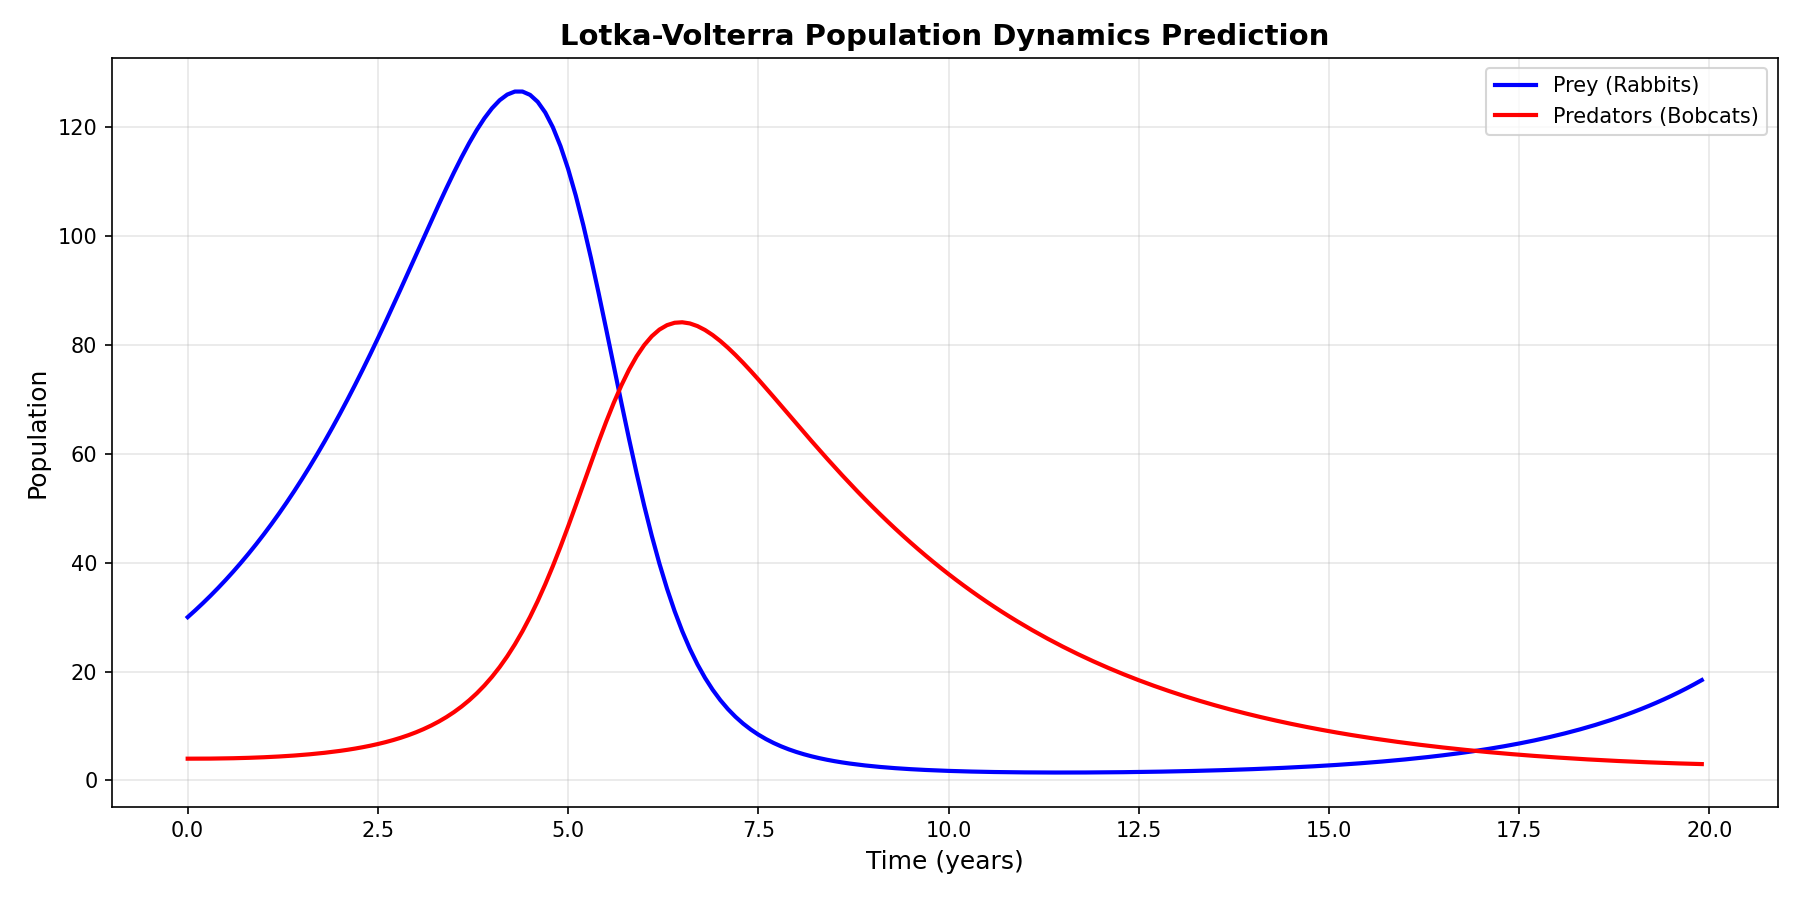 Lotka-Volterra Population Dynamics Prediction
Prey (Rabbits)
Predators (Bobcats)
120
100
80
60
40
20
0
Population
0.0 2.5 5.0 7.5 10.0 12.5 15.0 17.5 20.0
Time (years)